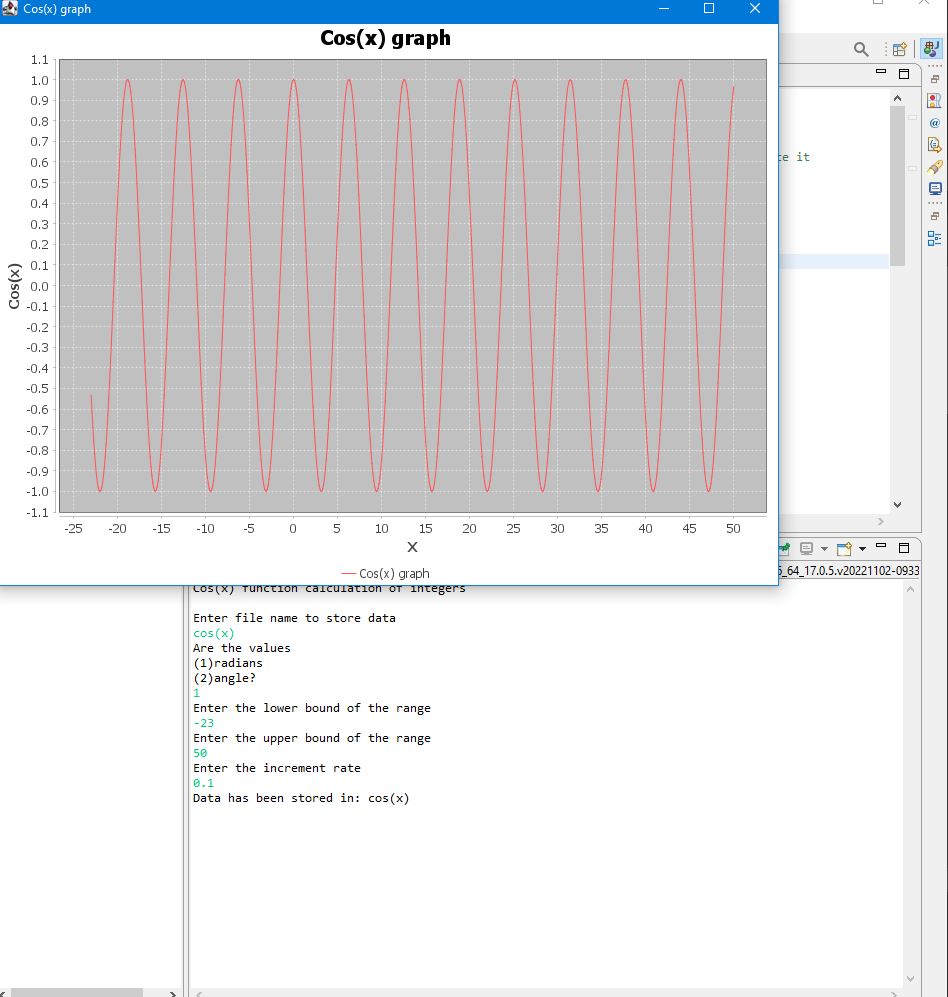 Cos(x) graph
Cos(x) graph
1.1
1.0
0.9
0.8
0.7
0.6
0.5
0.4
0.3
0.2
0.1
0.0
-0.1
-0.2
-0.3
-0.4
-0.5
-0.6
-0.7
-0.8
-0.9
-1.0
-1.1
Cos(x)
-25 -20 -15 -10 -5 0 5 10 15 20 25 30 35 40 45 50
X
Cos(x) graph
it
_64_17.0.5.v20221102-0933
Cos(x) function calculation of integers
Enter file name to store data
cos(x)
Are the values
(1)radians
(2)angle?
1
Enter the lower bound of the range
-23
Enter the upper bound of the range
50
Enter the increment rate
0.1
Data has been stored in: cos(x)